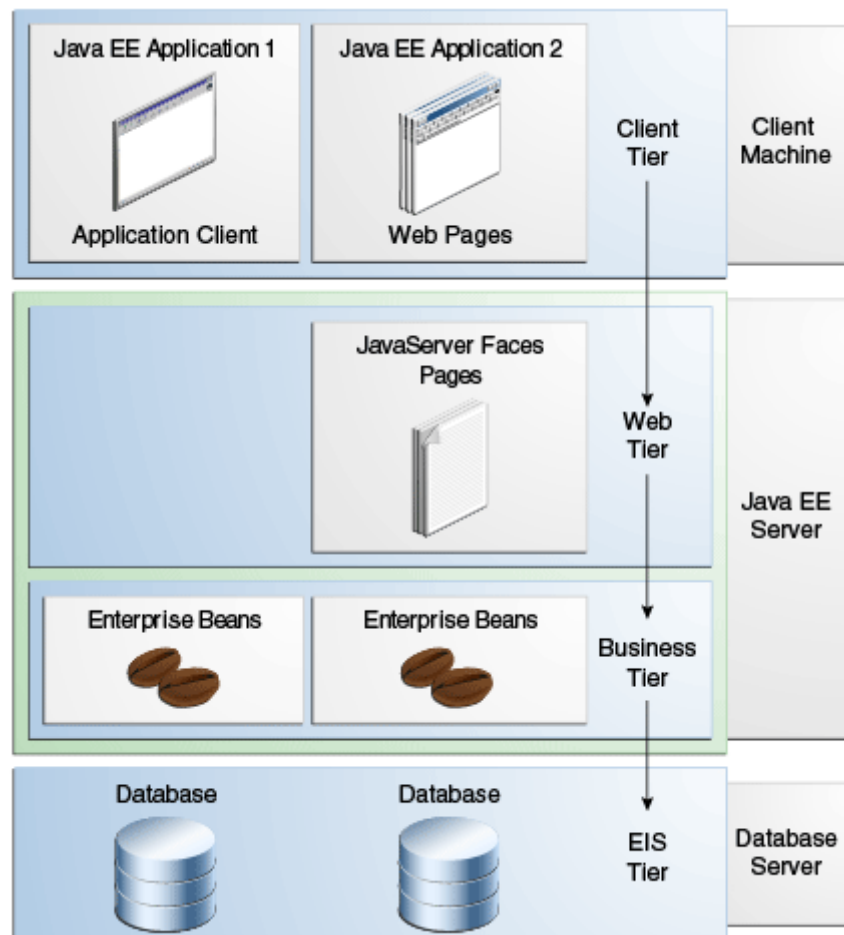 Java EE Application 1
Java EE Application 2
Application Client
Web Pages
Client
Tier
Client
Machine
JavaServer Faces
Pages
Web
Tier
Java EE
Server
Enterprise Beans
Enterprise Beans
Business
Tier
Database
Database
EIS
Tier
Database
Server